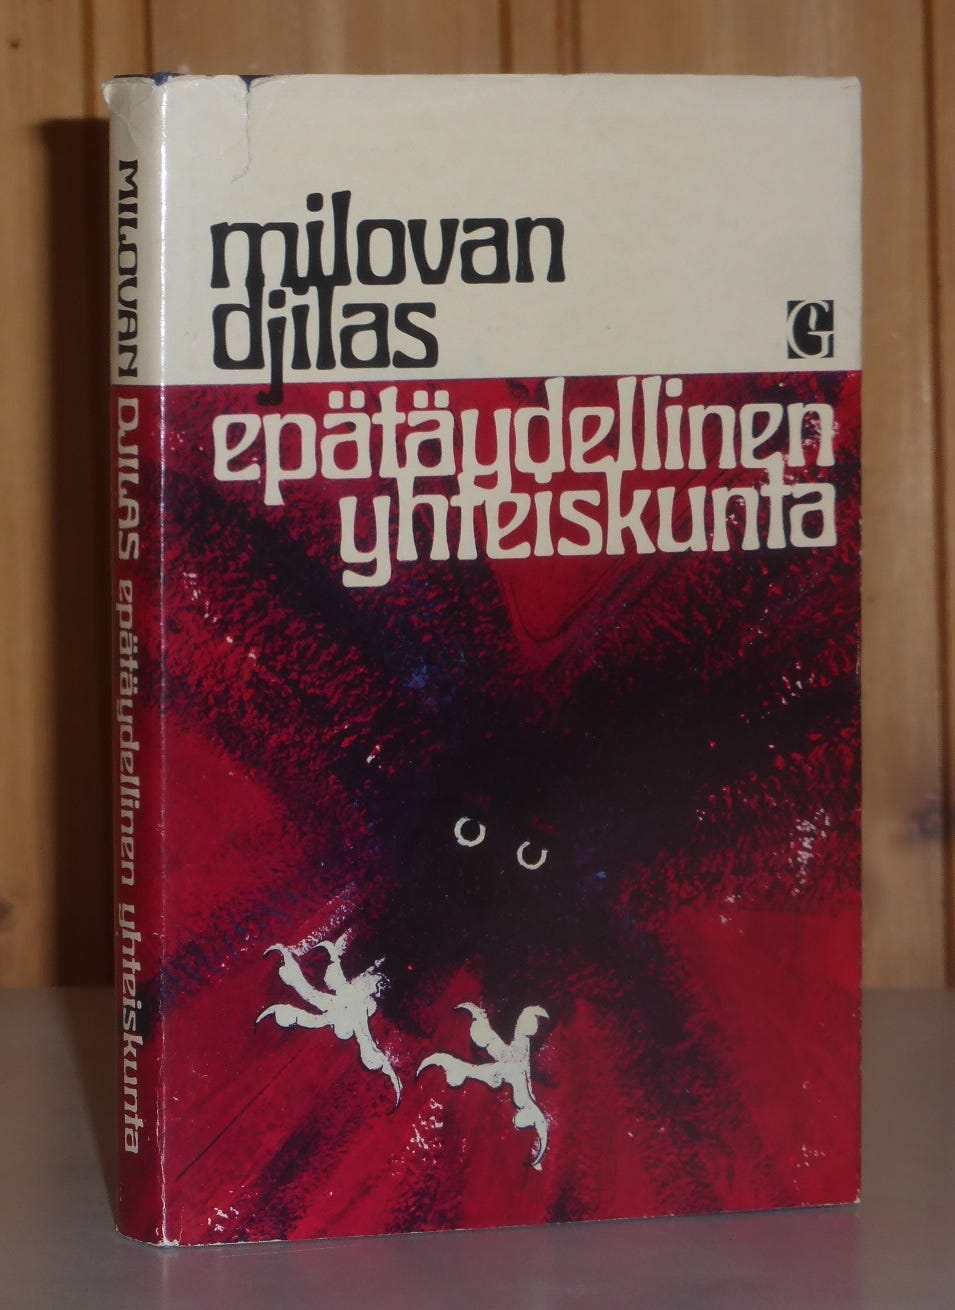 milovan
djilas
G
epätäydellinen
yhteiskunta
MILOVAN DJILAS epätäydellinen yhteiskunta